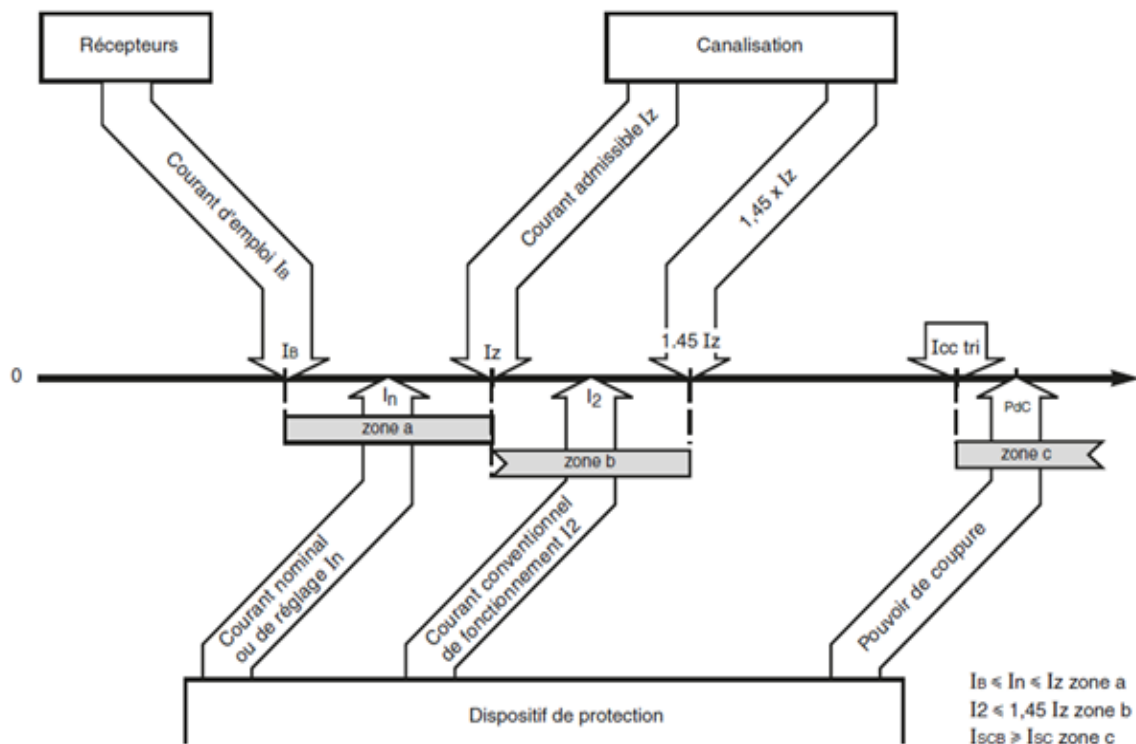 Récepteurs
Canalisation
Courant d'emploi IB
Courant admissible Iz
1,45 x Iz
IB
Iz
1.45 Iz
Icc tri
0
In
I2
PdC
zone a
zone b
zone c
Courant nominal
ou de réglage In
Courant conventionnel
de fonctionnement I2
Pouvoir de coupure
Dispositif de protection
IB ⩽ In ⩽ Iz zone a
I2 ⩽ 1,45 Iz zone b
ISCB ⩾ ISC zone c